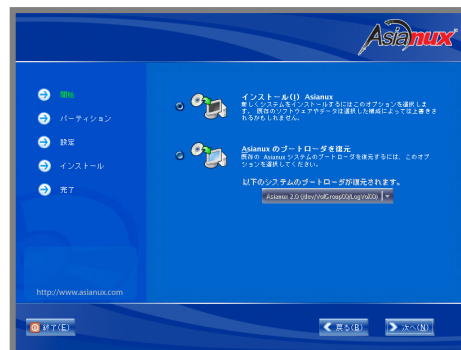 Asianux
開始
パーティション
設定
インストール
完了
インストール(I) Asianux
新しくシステムをインストールするにはこのオプションを選択しま
す。 既存のソフトウェアやデータは選択した構成によっては上書きさ
れるかもしれません。
Asianux のブートローダを復元
既存の Asianux システムのブートローダを復元するには、このオプ
ションを選択してください。
以下のシステムのブートローダが復元されます。
Asianux 2.0 (/dev/VolGroup00/LogVol00)
http://www.asianux.com
終了(E)
戻る(B)
次へ(N)